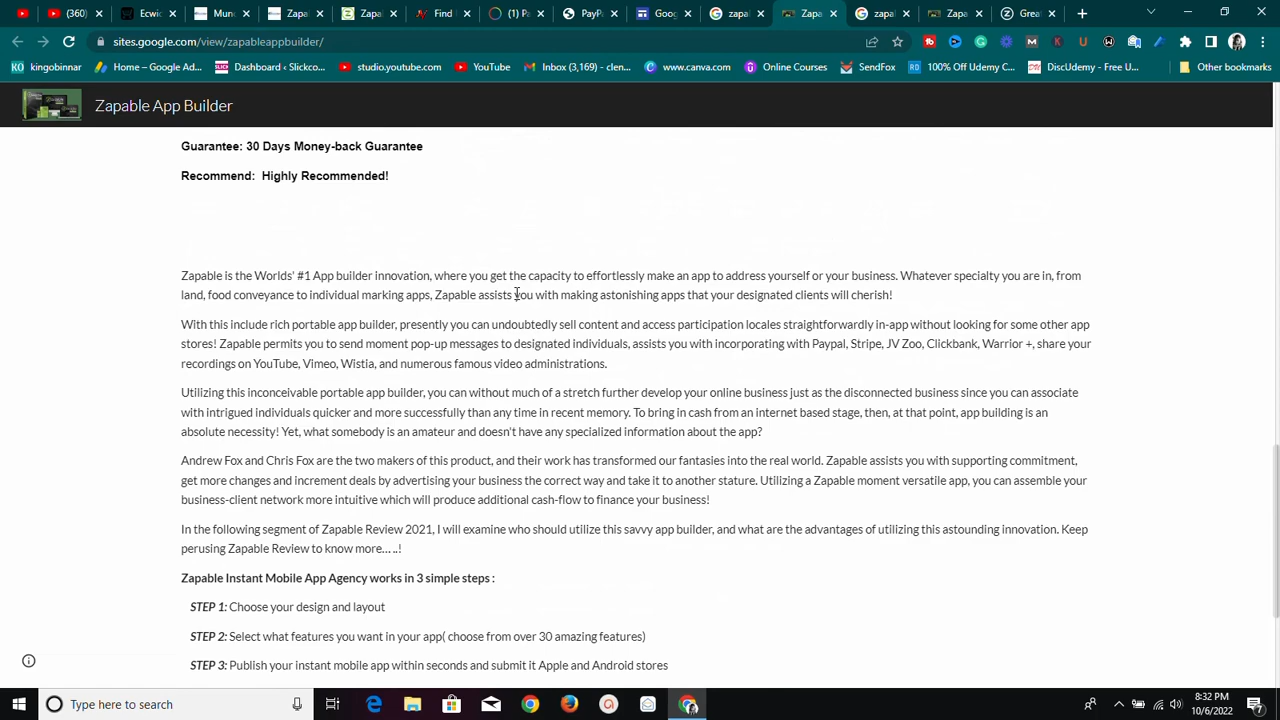 (360)
Ecwic
Munc
Zapal
Zapal
Find
(1) Pa
PayPa
Goog
zapal
Zapa
zapal
Zapa
Great
sites.google.com/view/zapableappbuilder/
kingobinnar
Home – AdWords...
Dashboard ‹ Slickco...
studio.youtube.com
YouTube
Inbox (3,169) - clen...
www.canva.com
Online Courses
SendFox
100% Off Udemy C...
DiscUdemy - Free U...
Other bookmarks
Zapable App Builder
Guarantee: 30 Days Money-back Guarantee
Recommend: Highly Recommended!
Zapable is the Worlds' #1 App builder innovation, where you get the capacity to effortlessly make an app to address yourself or your business. Whatever specialty you are in, from
land, food conveyance to individual marking apps, Zapable assists you with making astonishing apps that your designated clients will cherish!
With this include rich portable app builder, presently you can undoubtedly sell content and access participation locales straightforwardly in-app without looking for some other app
stores! Zapable permits you to send moment pop-up messages to designated individuals, assists you with incorporating with Paypal, Stripe, JV Zoo, Clickbank, Warrior +, share your
recordings on YouTube, Vimeo, Wistia, and numerous famous video administrations.
Utilizing this inconceivable portable app builder, you can without much of a stretch further develop your online business just as the disconnected business since you can associate
with intrigued individuals quicker and more successfully than any time in recent memory. To bring in cash from an internet based stage, then, at that point, app building is an
absolute necessity! Yet, what somebody is an amateur and doesn't have any specialized information about the app?
Andrew Fox and Chris Fox are the two makers of this product, and their work has transformed our fantasies into the real world. Zapable assists you with supporting commitment,
get more changes and increment deals by advertising your business the correct way and take it to another stature. Utilizing a Zapable moment versatile app, you can assemble your
business-client network more intuitive which will produce additional cash-flow to finance your business!
In the following segment of Zapable Review 2021, I will examine who should utilize this savvy app builder, and what are the advantages of utilizing this astounding innovation. Keep
perusing Zapable Review to know more... ..!
Zapable Instant Mobile App Agency works in 3 simple steps :
STEP 1: Choose your design and layout
STEP 2: Select what features you want in your app( choose from over 30 amazing features)
STEP 3: Publish your instant mobile app within seconds and submit it Apple and Android stores
Type here to search
8:32 PM
10/6/2022